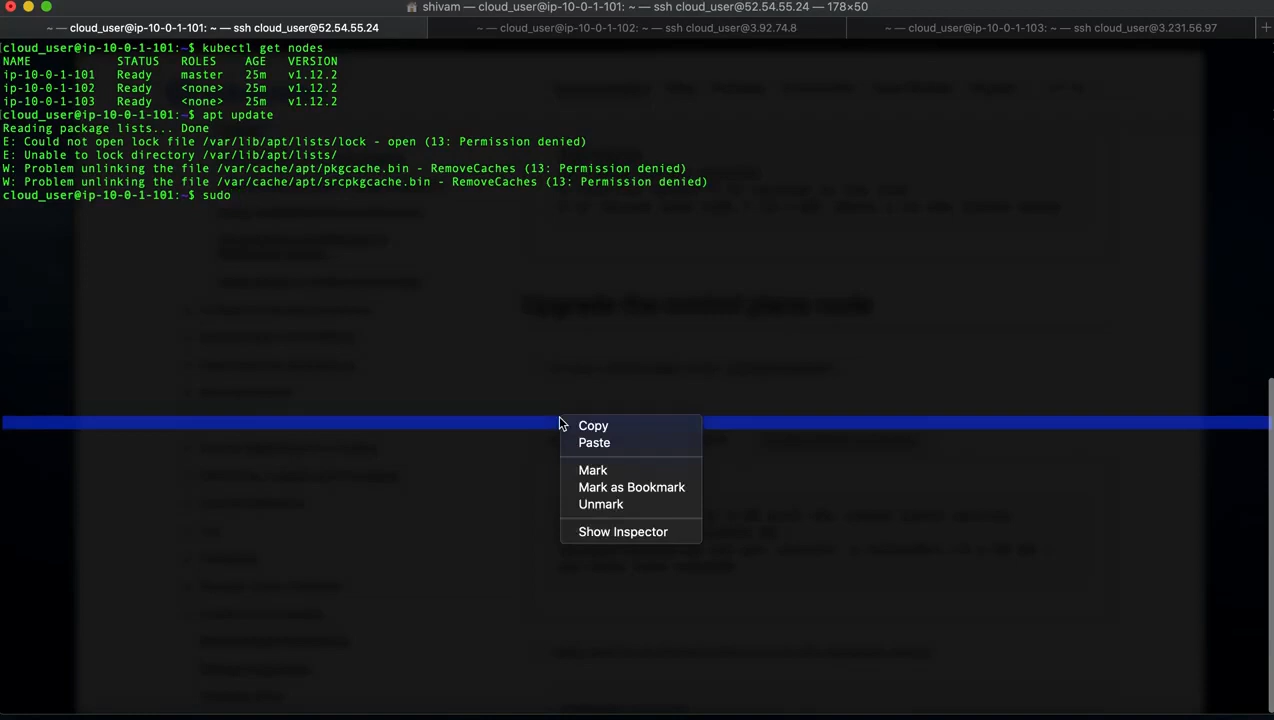 shivam — cloud_user@ip-10-0-1-101: ~ — ssh cloud_user@52.54.55.24 — 178×50
~ — cloud_user@ip-10-0-1-101: ~ — ssh cloud_user@52.54.55.24
~ — cloud_user@ip-10-0-1-102: ~ — ssh cloud_user@3.92.74.8
~ — cloud_user@ip-10-0-1-103: ~ — ssh cloud_user@3.231.56.97
[cloud_user@ip-10-0-1-101:~$ kubectl get nodes
NAME STATUS ROLES AGE VERSION
ip-10-0-1-101 Ready master 25m v1.12.2
ip-10-0-1-102 Ready <none> 25m v1.12.2
ip-10-0-1-103 Ready <none> 25m v1.12.2
[cloud_user@ip-10-0-1-101:~$ apt update
Reading package lists... Done
E: Could not open lock file /var/lib/apt/lists/lock - open (13: Permission denied)
E: Unable to lock directory /var/lib/apt/lists/
W: Problem unlinking the file /var/cache/apt/pkgcache.bin - RemoveCaches (13: Permission denied)
W: Problem unlinking the file /var/cache/apt/srcpkgcache.bin - RemoveCaches (13: Permission denied)
cloud_user@ip-10-0-1-101:~$ sudo
Upgrade the control plane node
Copy
Paste
Mark
Mark as Bookmark
Unmark
Show Inspector